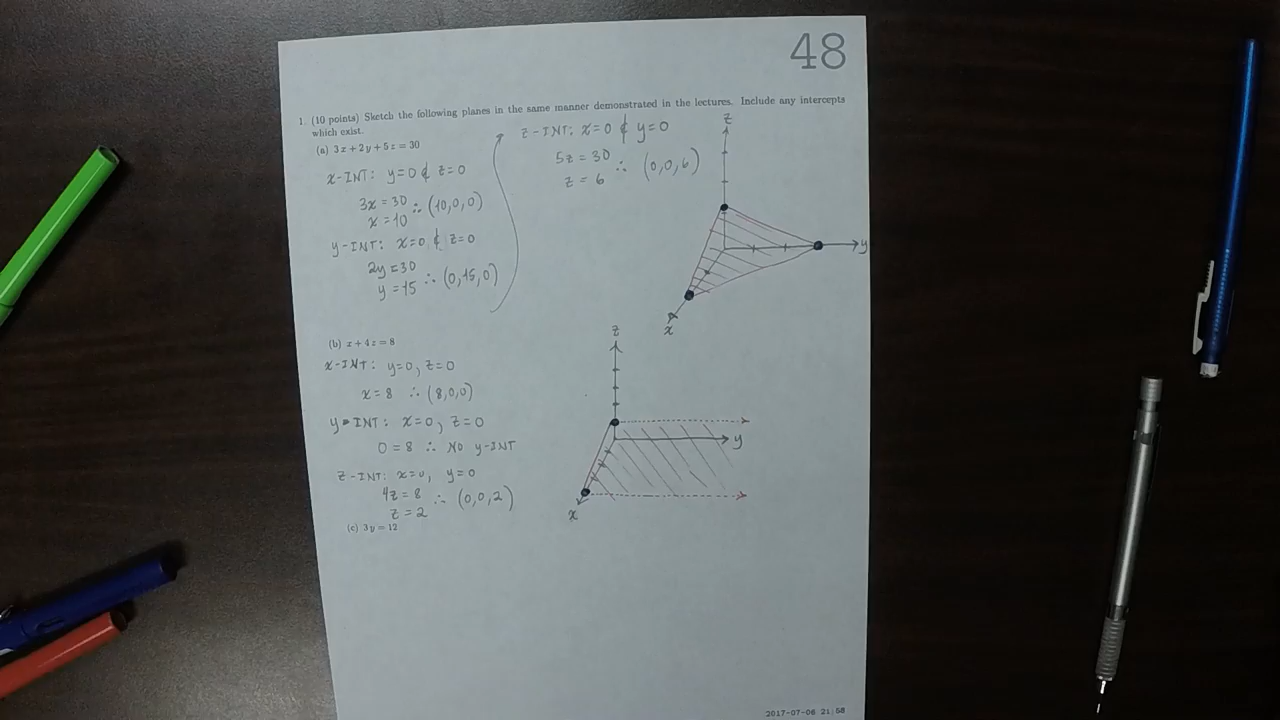 48
1. (10 points) Sketch the following planes in the same manner demonstrated in the lectures. Include any intercepts
which exist.
(a) 3x + 2y + 5z = 30
x-INT: y=0 & z=0
3x = 30
x = 10 ∴ (10,0,0)
y-INT: x=0 & z=0
2y = 30
y = 15 ∴ (0,15,0)
z-INT: x=0 & y=0
5z = 30
z = 6 ∴ (0,0,6)
z
y
x
(b) x + 4z = 8
x-INT: y=0, z=0
x = 8 ∴ (8,0,0)
y-INT: x=0, z=0
0 = 8 ∴ NO y-INT
z-INT: x=0, y=0
4z = 8
z = 2 ∴ (0,0,2)
z
y
x
(c) 3y = 12
2017-07-06 21:58